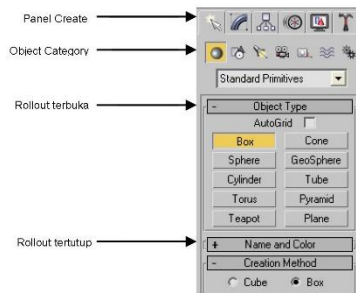 Panel Create
Object Category
Standard Primitives
Rollout terbuka
- Object Type
AutoGrid
Box Cone
Sphere GeoSphere
Cylinder Tube
Torus Pyramid
Teapot Plane
Rollout tertutup
+ Name and Color
- Creation Method
Cube Box